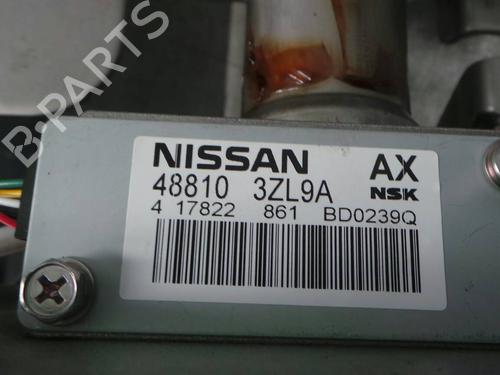 B-PARTS
NISSAN AX
48810 3ZL9A NSK
4 17822 861 BD0239Q